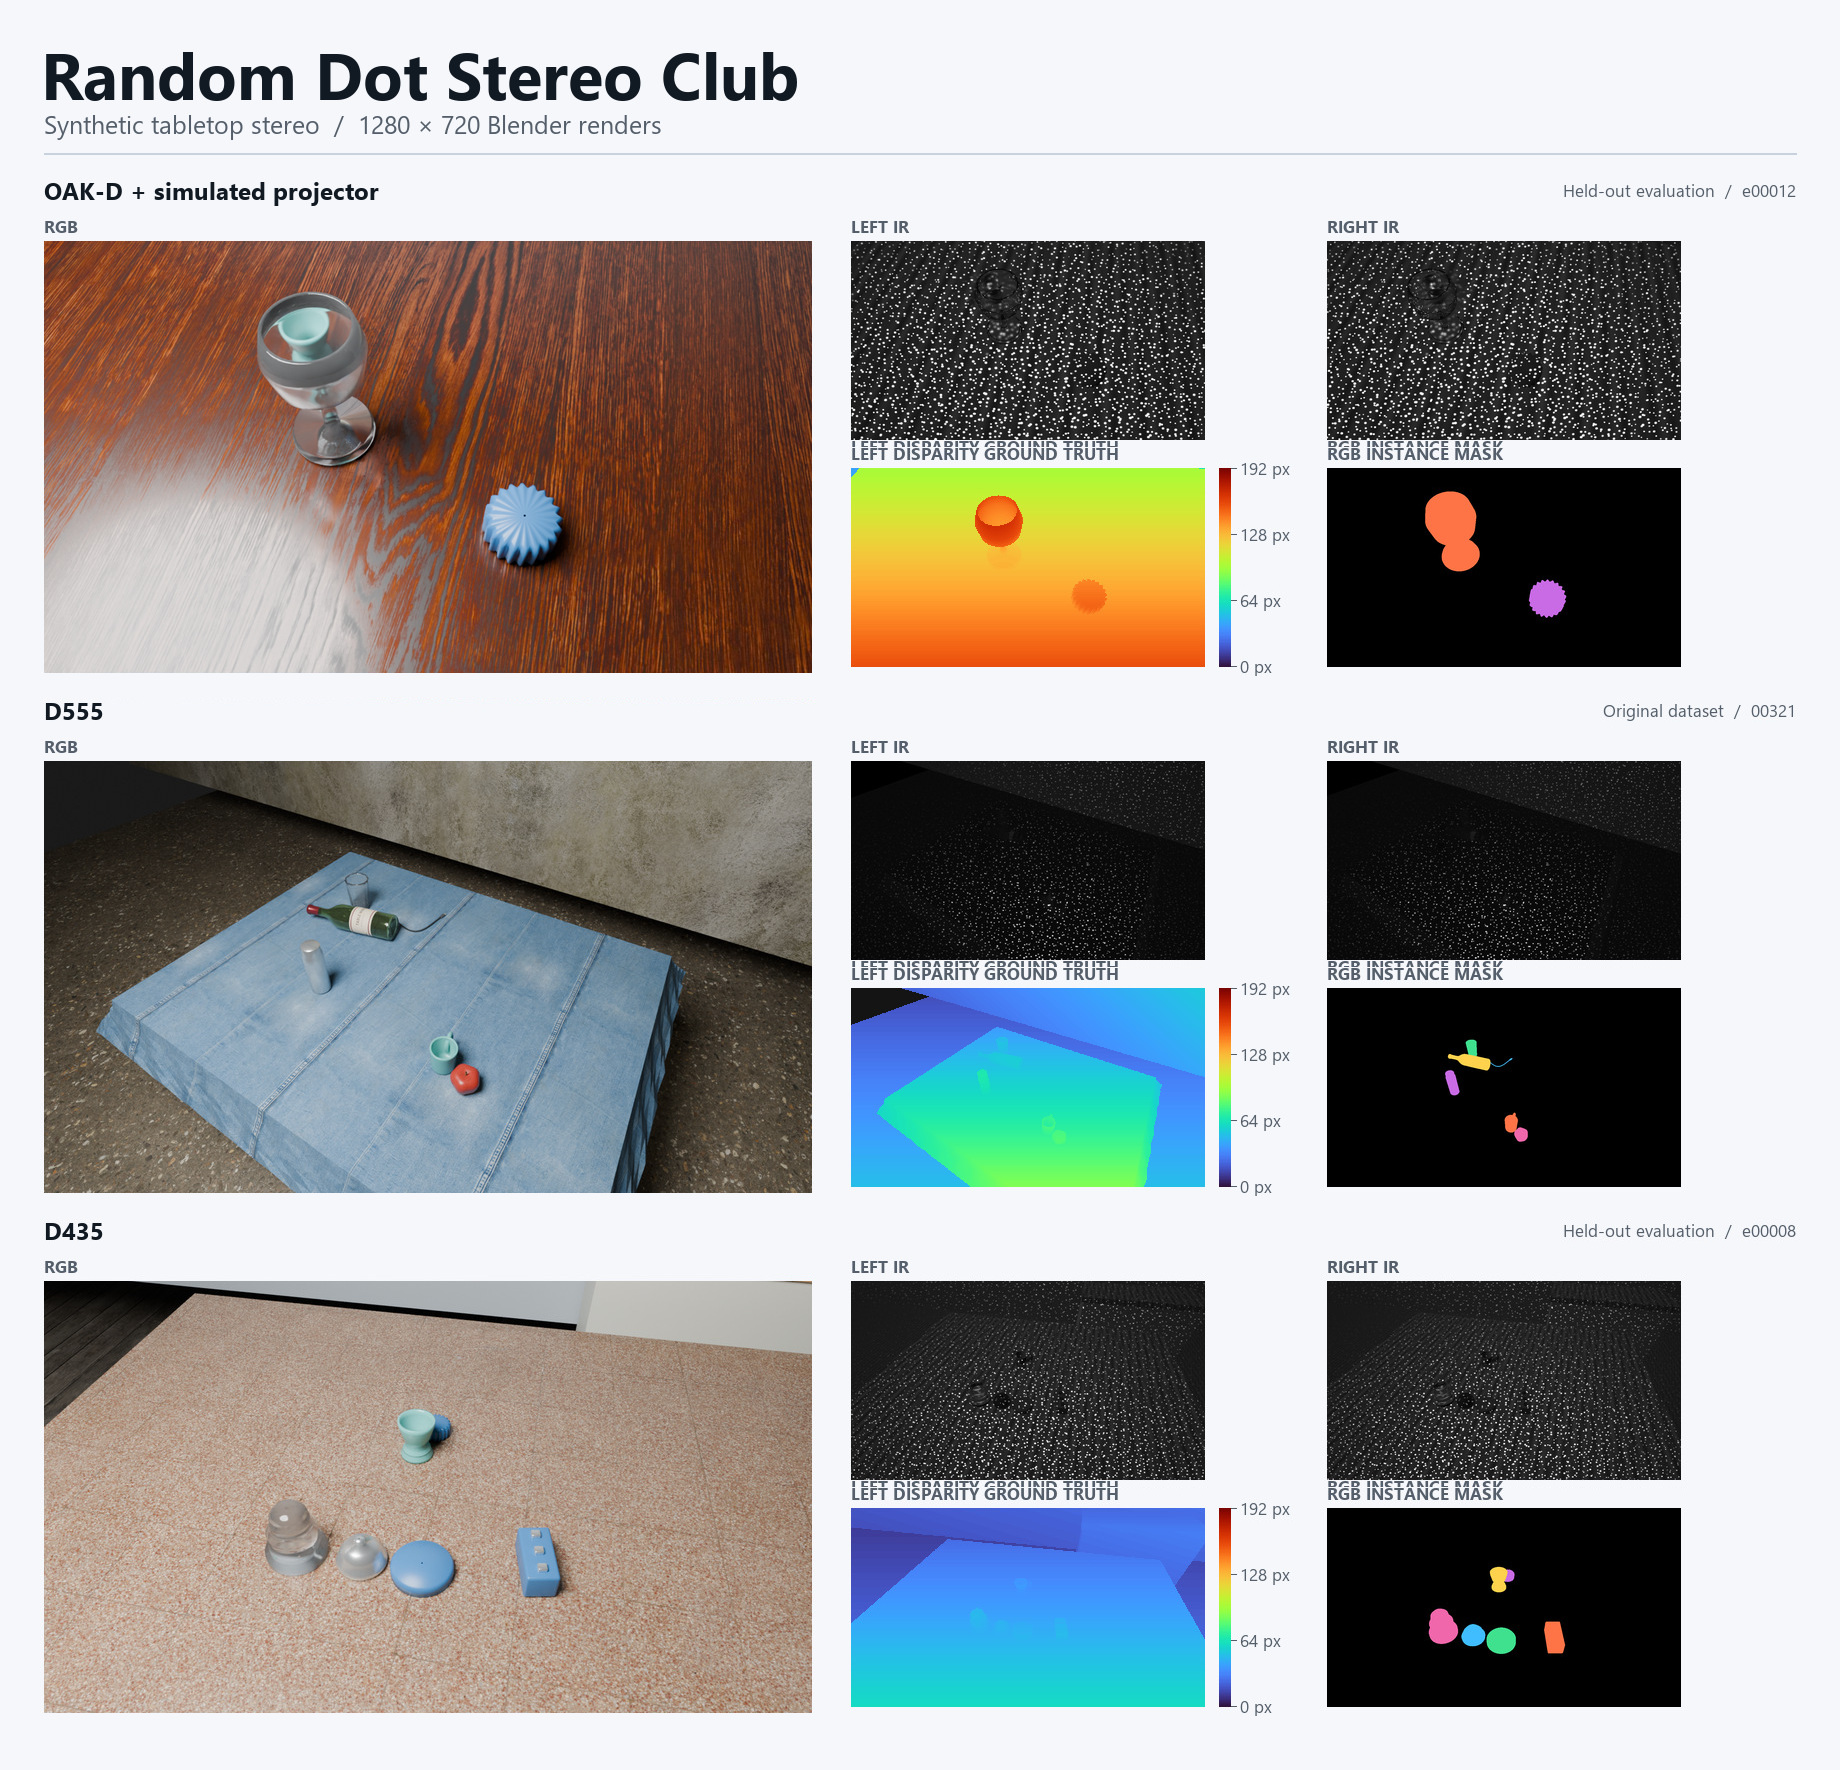 Random Dot Stereo Club
Synthetic tabletop stereo / 1280 × 720 Blender renders
OAK-D + simulated projector
Held-out evaluation / e00012
RGB
LEFT IR
RIGHT IR
LEFT DISPARITY GROUND TRUTH
192 px
128 px
64 px
0 px
RGB INSTANCE MASK
D555
Original dataset / 00321
RGB
LEFT IR
RIGHT IR
LEFT DISPARITY GROUND TRUTH
192 px
128 px
64 px
0 px
RGB INSTANCE MASK
D435
Held-out evaluation / e00008
RGB
LEFT IR
RIGHT IR
LEFT DISPARITY GROUND TRUTH
192 px
128 px
64 px
0 px
RGB INSTANCE MASK